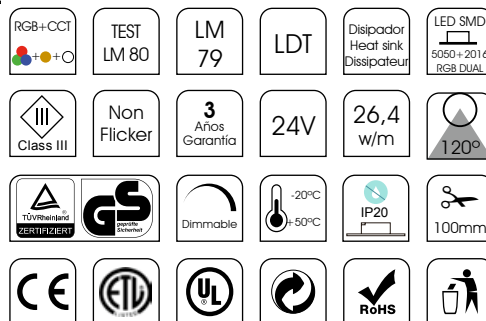 RGB+CCT
+ +
TEST
LM 80
LM
79
LDT
Disipador
Heat sink
Dissipateur
LED SMD
5050+2016
RGB DUAL
III
Class III
Non
Flicker
3
Años
Garantía
24V
26,4
w/m
120º
TÜVRheinland
ZERTIFIZIERT
GS
geprüfte
Sicherheit
Dimmable
-20ºC
+50ºC
IP20
100mm
CE
ETL
LISTED
UL
RoHS